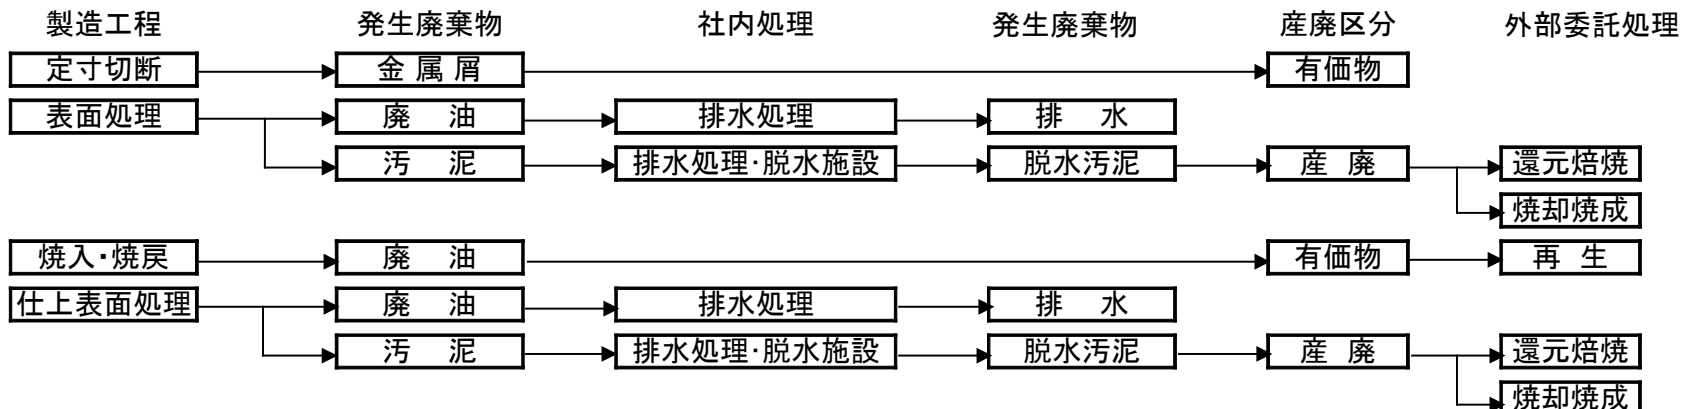 製造工程 発生廃棄物 社内処理 発生廃棄物 産廃区分 外部委託処理
定寸切断 金属屑 有価物
表面処理 廃油 排水処理 排水
汚泥 排水処理・脱水施設 脱水汚泥 産廃 還元焙焼
焼却焼成
焼入・焼戻 廃油 有価物 再生
仕上表面処理 廃油 排水処理 排水
汚泥 排水処理・脱水施設 脱水汚泥 産廃 還元焙焼
焼却焼成